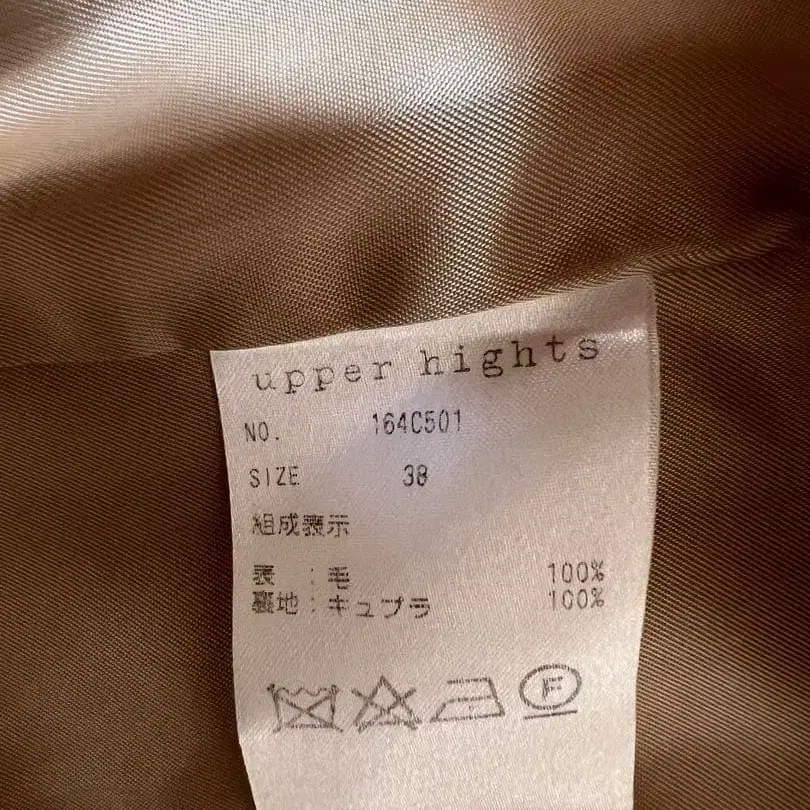 upper hights
NO. 164C501
SIZE 38
組成表示
表 : 毛 100%
裏地 : キュプラ 100%
F